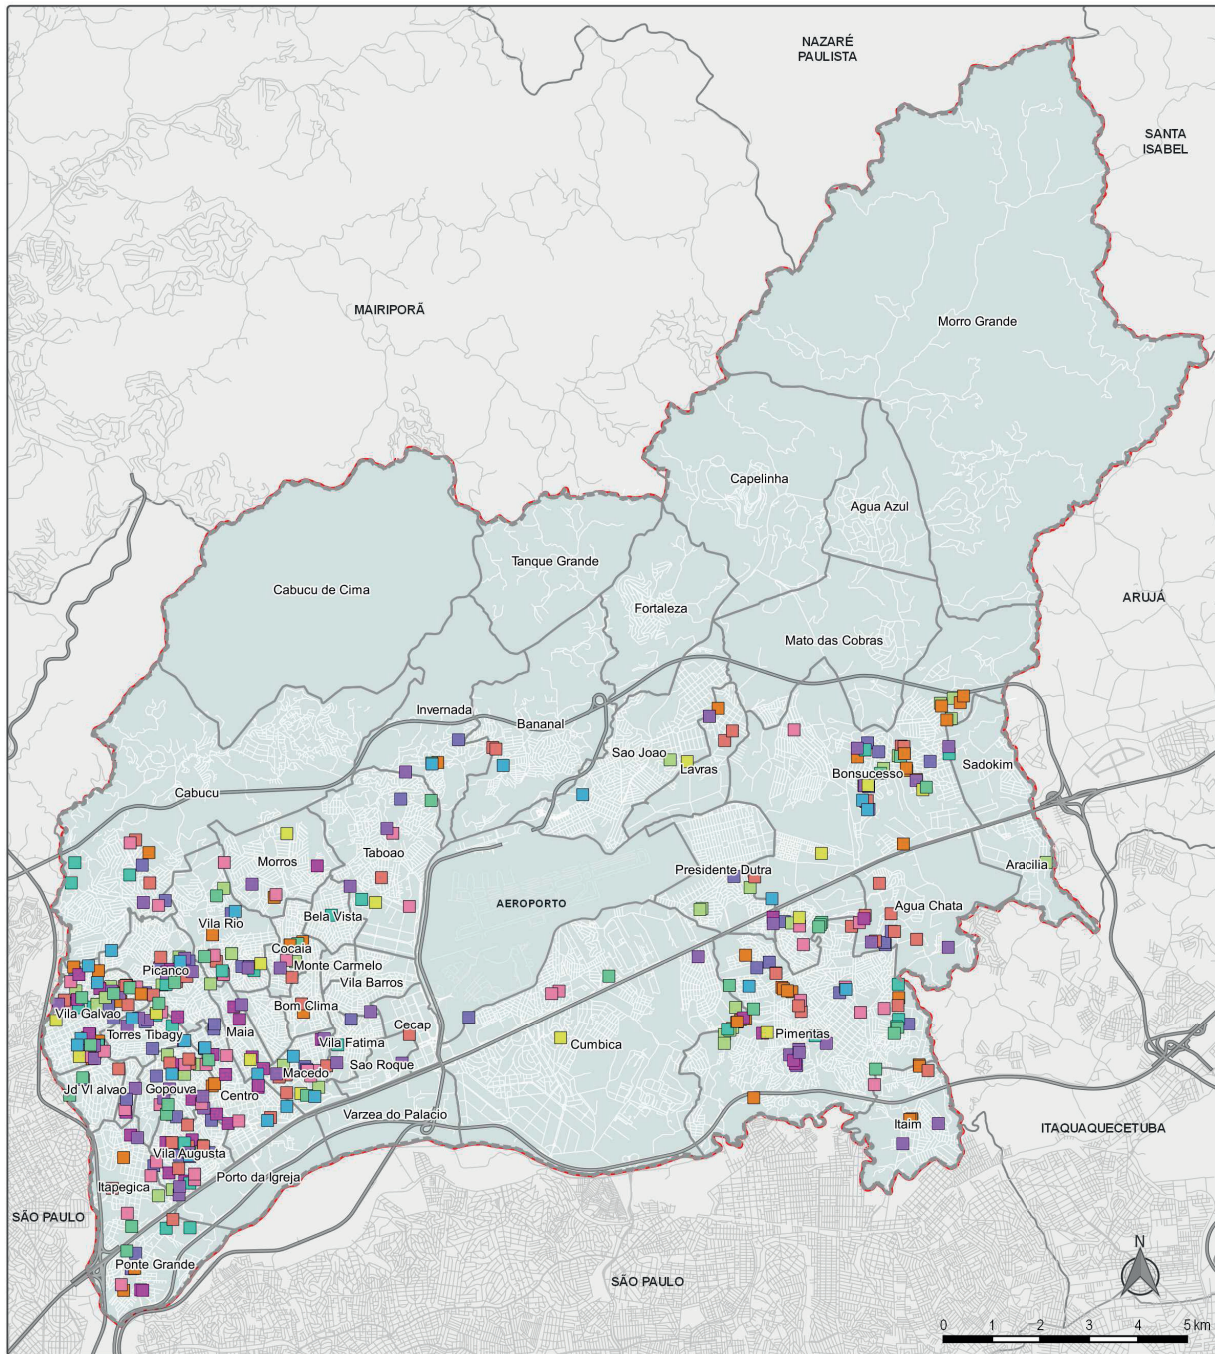 NAZARÉ
PAULISTA
SANTA
ISABEL
MAIRIPORÃ
Morro Grande
Capelinha
Agua Azul
Tanque Grande
Cabucu de Cima
Fortaleza
ARUJÁ
Mato das Cobras
Invernada
Bananal
Sao Joao
Lavras
Bonsucesso
Sadokim
Cabucu
Taboao
Morros
Presidente Dutra
Aracilia
AEROPORTO
Agua Chata
Bela Vista
Vila Rio
Cocaia
Picanco
Monte Carmelo
Vila Barros
Bom Clima
Vila Galvao
Torres Tibagy
Maia
Cecap
Pimentas
Vila Fatima
Cumbica
Sao Roque
Macedo
Jd Vl alvao
Gopouva
Centro
Varzea do Palacio
Itaim
ITAQUAQUECETUBA
Vila Augusta
Porto da Igreja
Itapegica
SÃO PAULO
Ponte Grande
SÃO PAULO
N
0 1 2 3 4 5 km